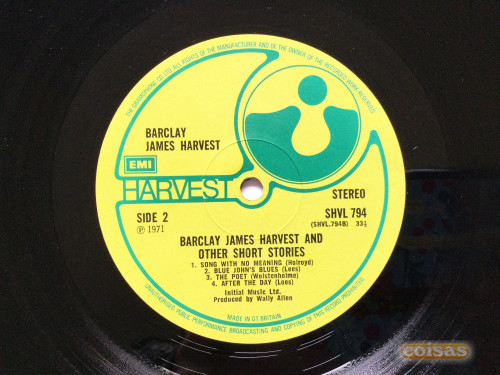 THE GRAMOPHONE CO LTD. ALL RIGHTS OF THE MANUFACTURER AND OF THE OWNER OF THE RECORDED WORK RESERVED
BARCLAY
JAMES HARVEST
EMI
HARVEST
STEREO
SIDE 2
SHVL 794
(SHVL.794B) 33⅓
Ⓟ 1971
BARCLAY JAMES HARVEST AND
OTHER SHORT STORIES
1. SONG WITH NO MEANING (Holroyd)
2. BLUE JOHN'S BLUES (Lees)
3. THE POET (Wolstenholme)
4. AFTER THE DAY (Lees)
Initial Music Ltd.
Produced by Wally Allen
MADE IN GT BRITAIN
UNAUTHORISED PUBLIC PERFORMANCE BROADCASTING AND COPYING OF THIS RECORD PROHIBITED
coisas